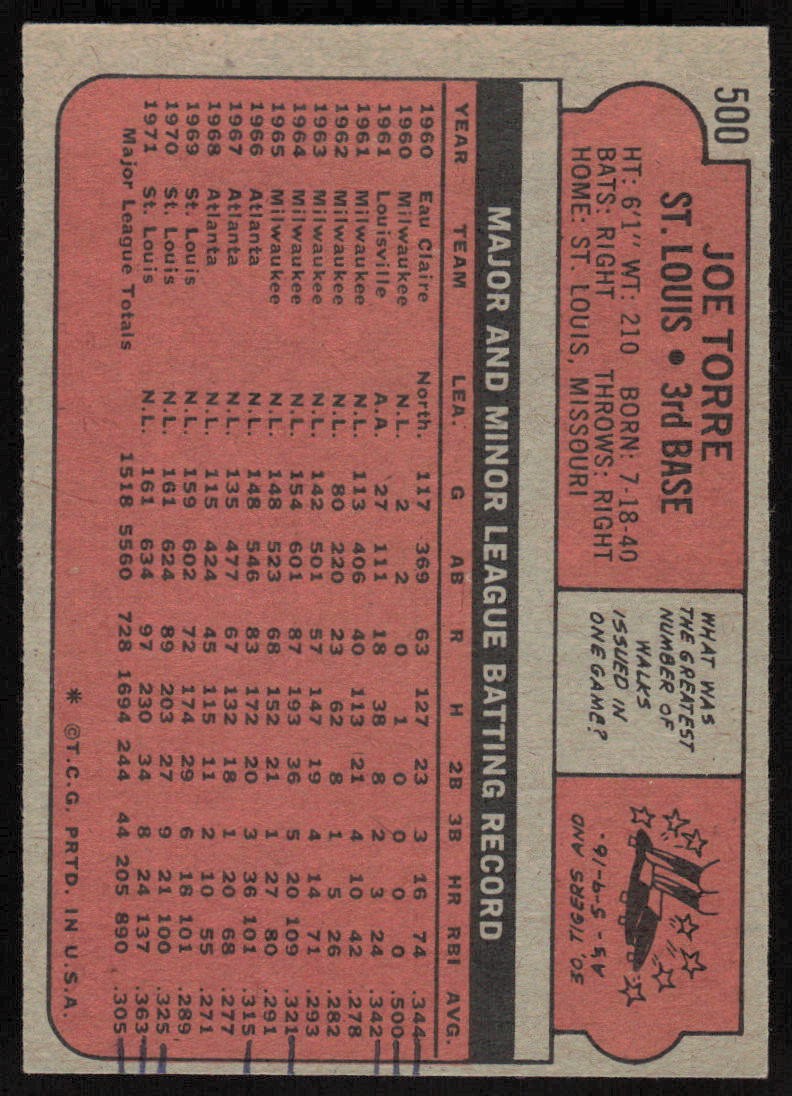 500
JOE TORRE
ST. LOUIS • 3rd BASE
HT: 6'1" WT: 210 BORN: 7-18-40
BATS: RIGHT THROWS: RIGHT
HOME: ST. LOUIS, MISSOURI
WHAT WAS
THE GREATEST
NUMBER OF
WALKS
ISSUED IN
ONE GAME?
30, TIGERS AND
A'S - 5-9-16.
MAJOR AND MINOR LEAGUE BATTING RECORD
YEAR TEAM LEA. G AB R H 2B 3B HR RBI AVG.
1960 Eau Claire North. 117 369 63 127 23 3 16 74 .344
1960 Milwaukee N.L. 2 2 0 1 0 0 0 0 .500
1961 Louisville A.A. 27 111 18 38 8 2 3 24 .342
1961 Milwaukee N.L. 113 406 40 113 21 4 10 42 .278
1962 Milwaukee N.L. 80 220 23 62 8 1 5 26 .282
1963 Milwaukee N.L. 142 501 57 147 19 4 14 71 .293
1964 Milwaukee N.L. 154 601 87 193 36 5 20 109 .321
1965 Milwaukee N.L. 148 523 68 152 21 1 27 80 .291
1966 Atlanta N.L. 148 546 83 172 20 3 36 101 .315
1967 Atlanta N.L. 135 477 67 132 18 1 20 68 .277
1968 Atlanta N.L. 115 424 45 115 11 2 10 55 .271
1969 St. Louis N.L. 159 602 72 174 29 6 18 101 .289
1970 St. Louis N.L. 161 624 89 203 27 9 21 100 .325
1971 St. Louis N.L. 161 634 97 230 34 8 24 137 .363
Major League Totals 1518 5560 728 1694 244 44 205 890 .305
* ©T.C.G. PRTD. IN U.S.A.